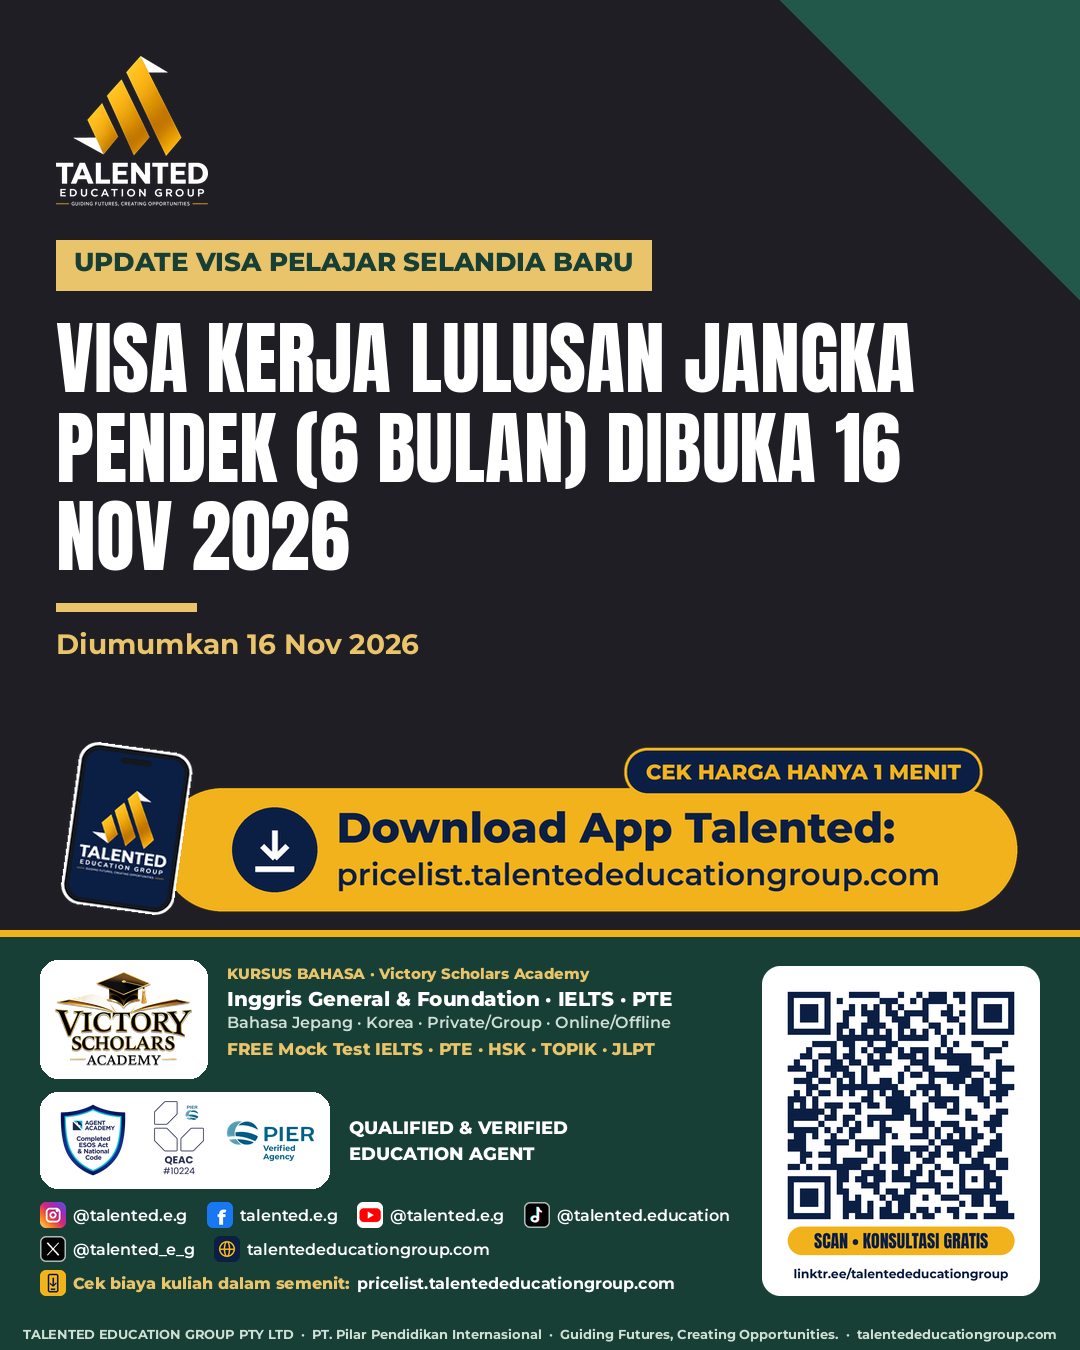 TALENTED
EDUCATION GROUP
GUIDING FUTURES, CREATING OPPORTUNITIES
UPDATE VISA PELAJAR SELANDIA BARU
VISA KERJA LULUSAN JANGKA
PENDEK (6 BULAN) DIBUKA 16
NOV 2026
Diumumkan 16 Nov 2026
CEK HARGA HANYA 1 MENIT
TALENTED
EDUCATION GROUP
GUIDING FUTURES, CREATING OPPORTUNITIES
Download App Talented:
pricelist.talentededucationgroup.com
VICTORY
SCHOLARS
ACADEMY
KURSUS BAHASA · Victory Scholars Academy
Inggris General & Foundation · IELTS · PTE
Bahasa Jepang · Korea · Private/Group · Online/Offline
FREE Mock Test IELTS · PTE · HSK · TOPIK · JLPT
AGENT
ACADEMY
Completed
ESOS Act
& National
Code
PIER
QEAC
#10224
PIER
Verified
Agency
QUALIFIED & VERIFIED
EDUCATION AGENT
@talented.e.g talented.e.g @talented.e.g @talented.education
@talented_e_g talentededucationgroup.com
Cek biaya kuliah dalam semenit: pricelist.talentededucationgroup.com
SCAN • KONSULTASI GRATIS
linktr.ee/talentededucationgroup
TALENTED EDUCATION GROUP PTY LTD · PT. Pilar Pendidikan Internasional · Guiding Futures, Creating Opportunities. · talentededucationgroup.com